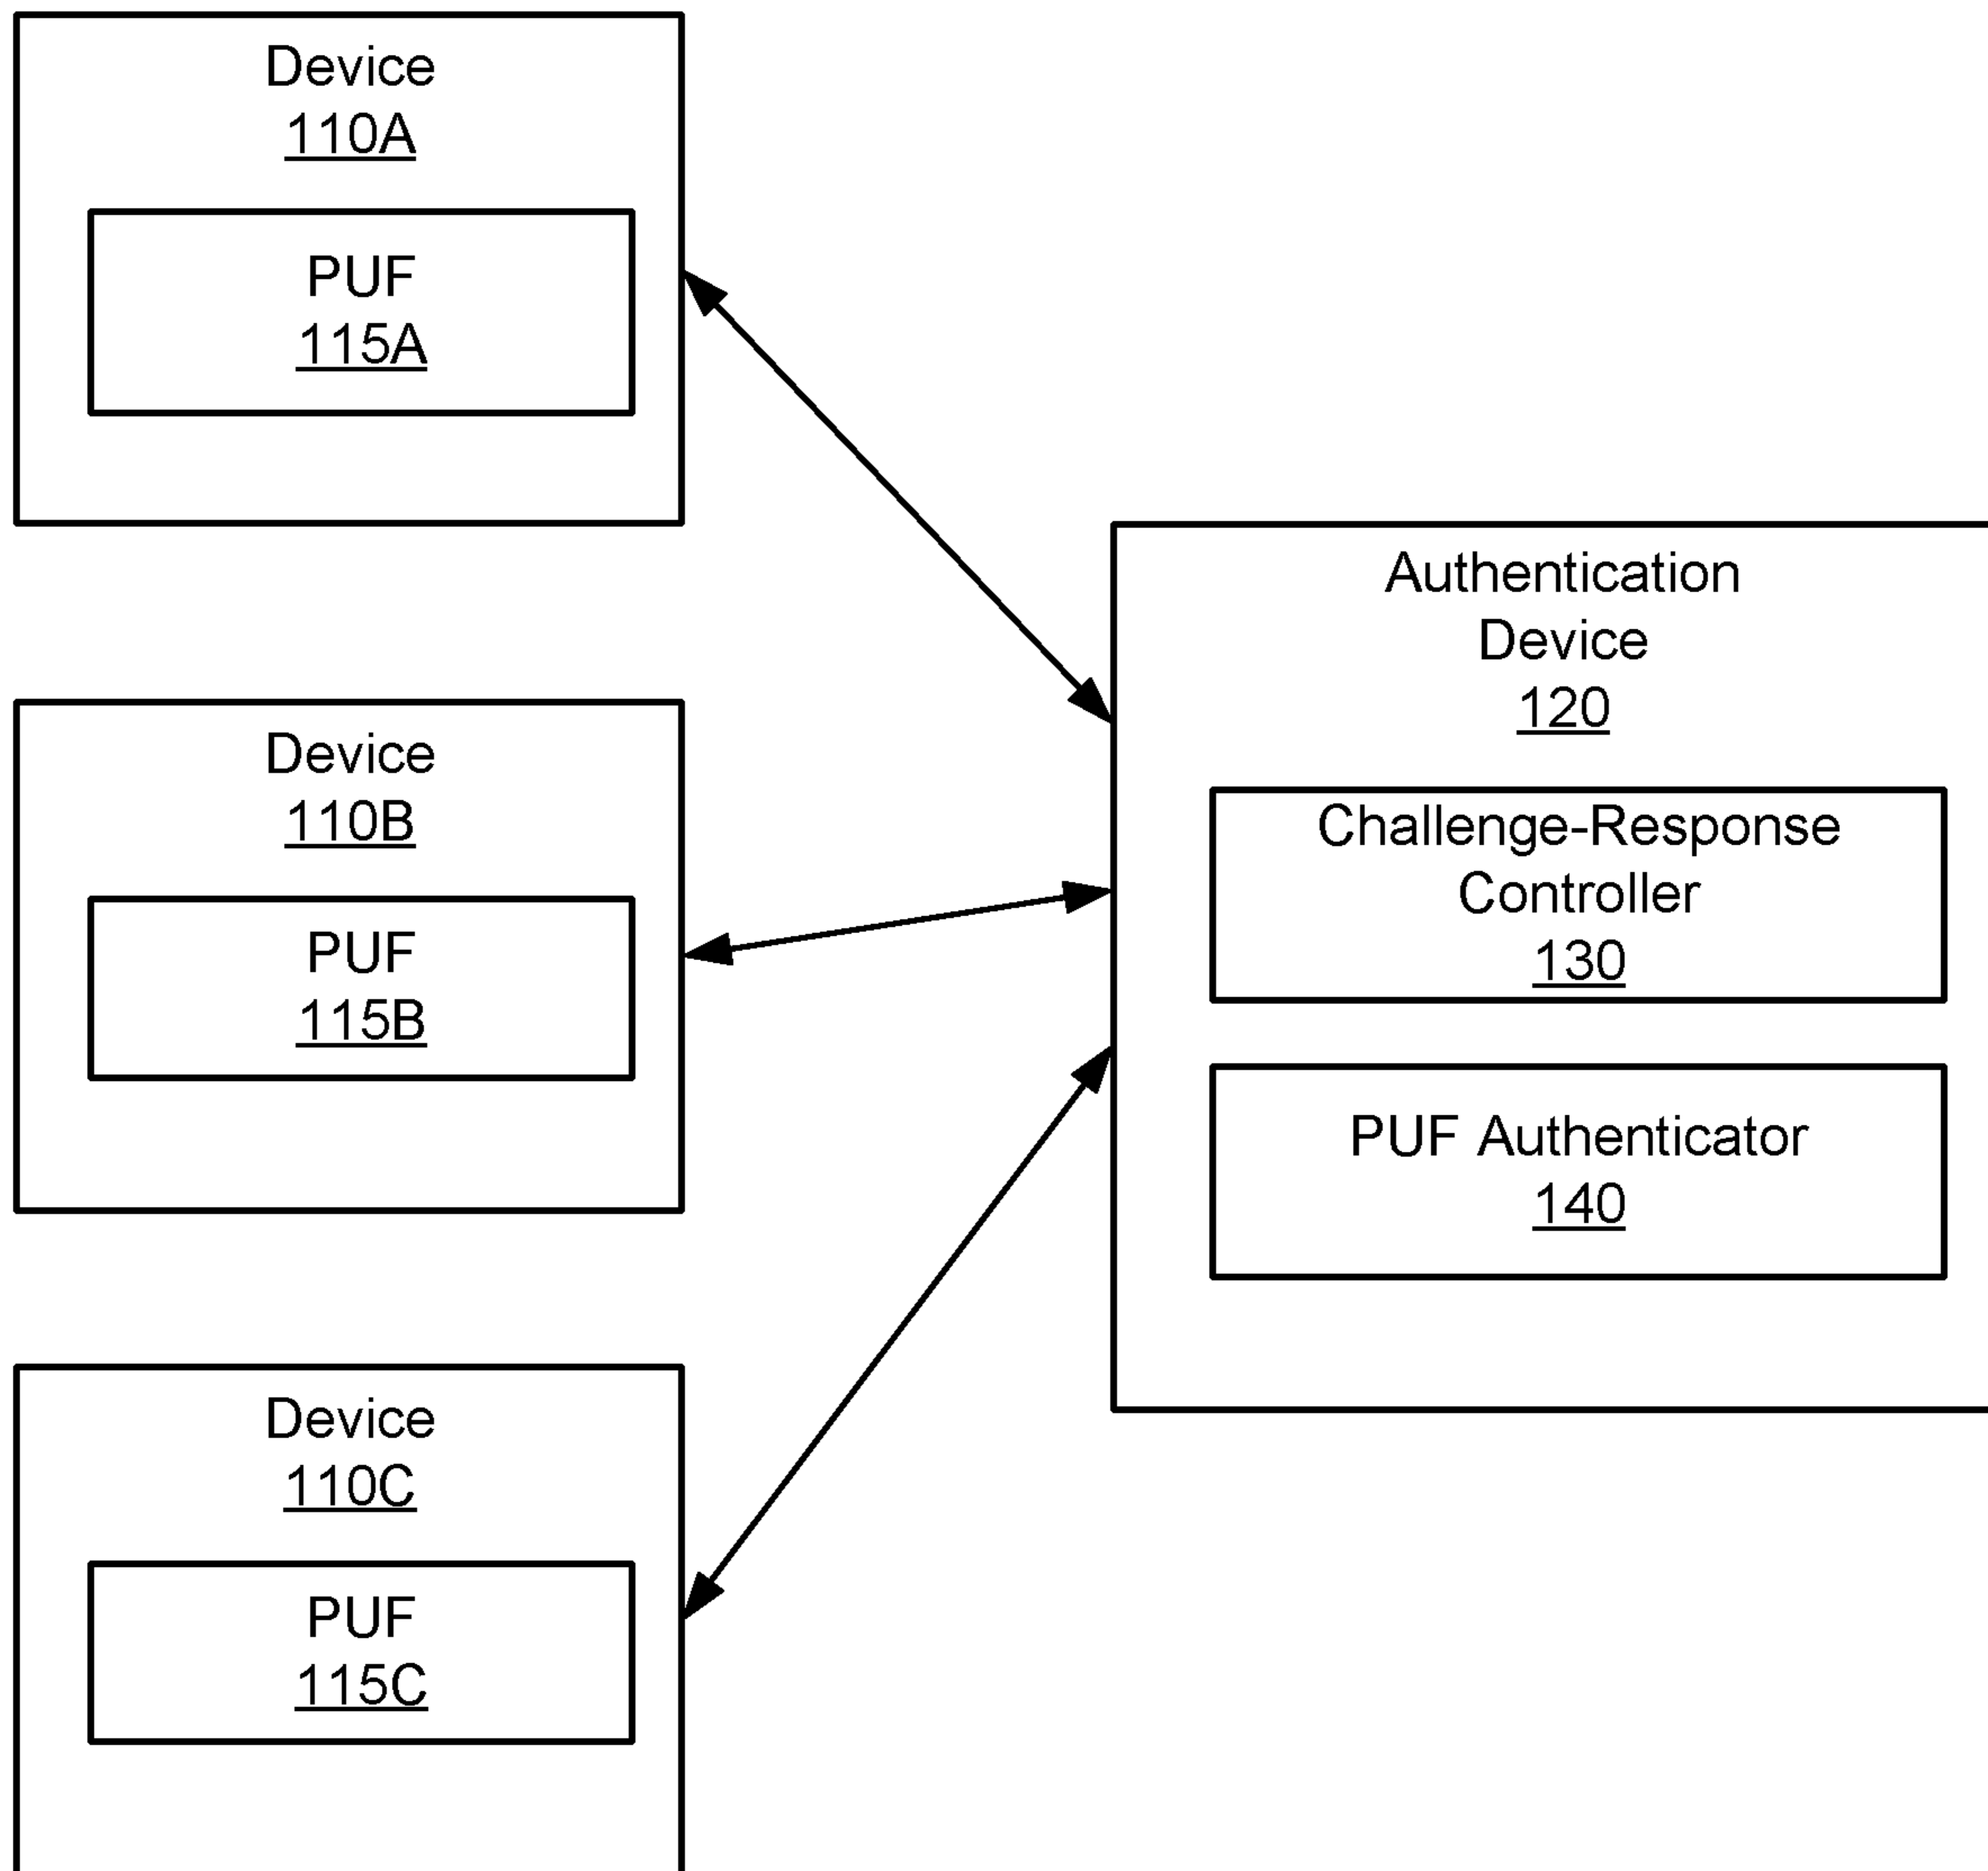 Device
110A
PUF
115A
Device
110B
PUF
115B
Device
110C
PUF
115C
Authentication
Device
120
Challenge-Response
Controller
130
PUF Authenticator
140